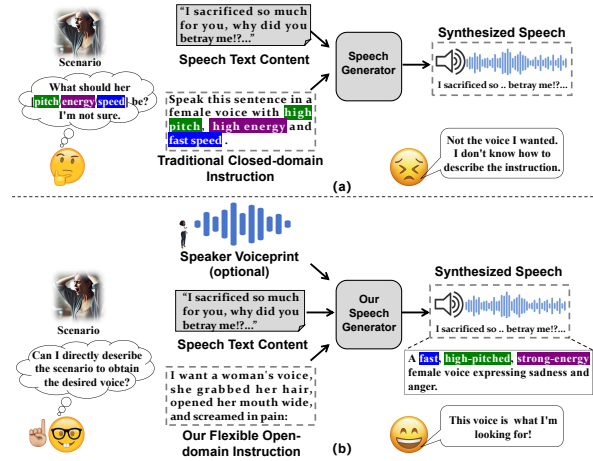 Scenario
What should her
[pitch energy speed] be?
I'm not sure.
"I sacrificed so much
for you, why did you
betray me!?..."
Speech Text Content
Speak this sentence in a
female voice with high
pitch, high energy and
fast speed .
Traditional Closed-domain
Instruction
Speech
Generator
Synthesized Speech
I sacrificed so .. betray me!?...
Not the voice I wanted.
I don't know how to
describe the instruction.
(a)
Scenario
Can I directly describe
the scenario to obtain
the desired voice?
Speaker Voiceprint
(optional)
"I sacrificed so much
for you, why did you
betray me!?..."
Speech Text Content
I want a woman's voice,
she grabbed her hair,
opened her mouth wide,
and screamed in pain:
Our Flexible Open-
domain Instruction
Our
Speech
Generator
Synthesized Speech
I sacrificed so .. betray me!?...
A fast, high-pitched, strong-energy
female voice expressing sadness and
anger.
This voice is what I'm
looking for!
(b)